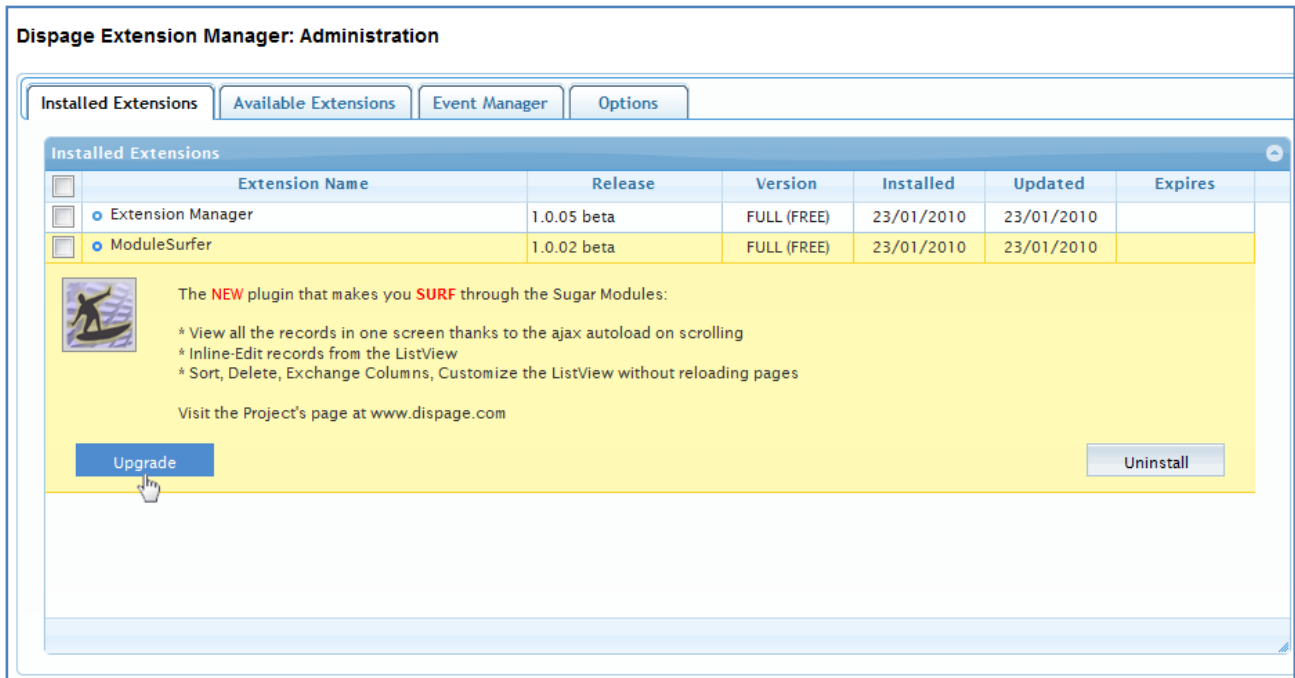 Dispage Extension Manager: Administration
Installed Extensions Available Extensions Event Manager Options
Installed Extensions
Extension Name Release Version Installed Updated Expires
Extension Manager 1.0.05 beta FULL (FREE) 23/01/2010 23/01/2010
ModuleSurfer 1.0.02 beta FULL (FREE) 23/01/2010 23/01/2010
The NEW plugin that makes you SURF through the Sugar Modules:
* View all the records in one screen thanks to the ajax autoload on scrolling
* Inline-Edit records from the ListView
* Sort, Delete, Exchange Columns, Customize the ListView without reloading pages
Visit the Project's page at www.dispage.com
Upgrade Uninstall